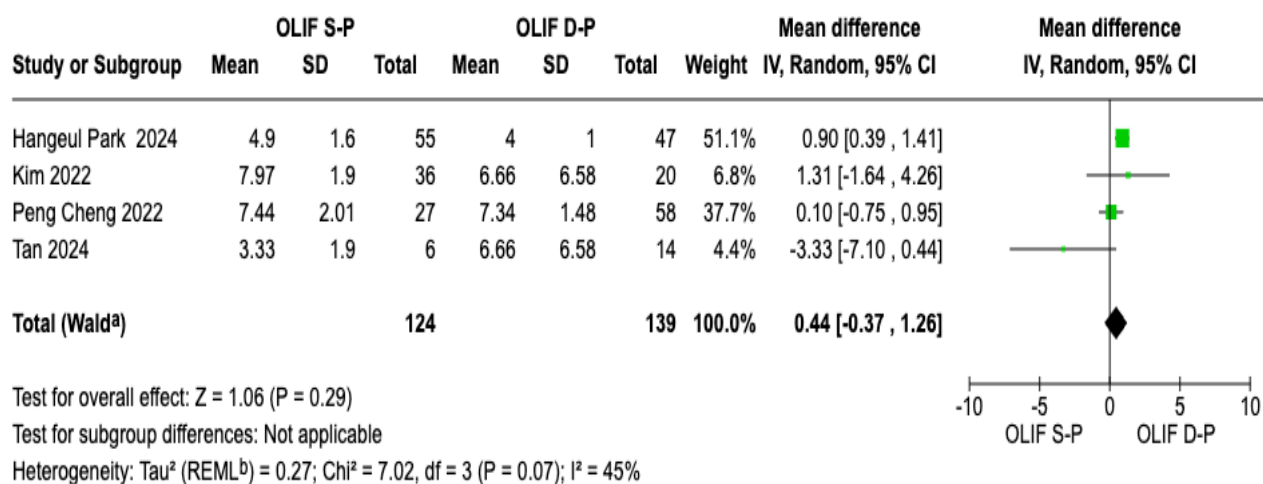 OLIF S-P OLIF D-P Mean difference Mean difference
Study or Subgroup Mean SD Total Mean SD Total Weight IV, Random, 95% CI IV, Random, 95% CI
Hangeul Park 2024 4.9 1.6 55 4 1 47 51.1% 0.90 [0.39 , 1.41]
Kim 2022 7.97 1.9 36 6.66 6.58 20 6.8% 1.31 [-1.64 , 4.26]
Peng Cheng 2022 7.44 2.01 27 7.34 1.48 58 37.7% 0.10 [-0.75 , 0.95]
Tan 2024 3.33 1.9 6 6.66 6.58 14 4.4% -3.33 [-7.10 , 0.44]
Total (Waldᵃ) 124 139 100.0% 0.44 [-0.37 , 1.26]
Test for overall effect: Z = 1.06 (P = 0.29)
Test for subgroup differences: Not applicable
Heterogeneity: Tau² (REMLᵇ) = 0.27; Chi² = 7.02, df = 3 (P = 0.07); I² = 45%
-10 -5 0 5 10
OLIF S-P OLIF D-P